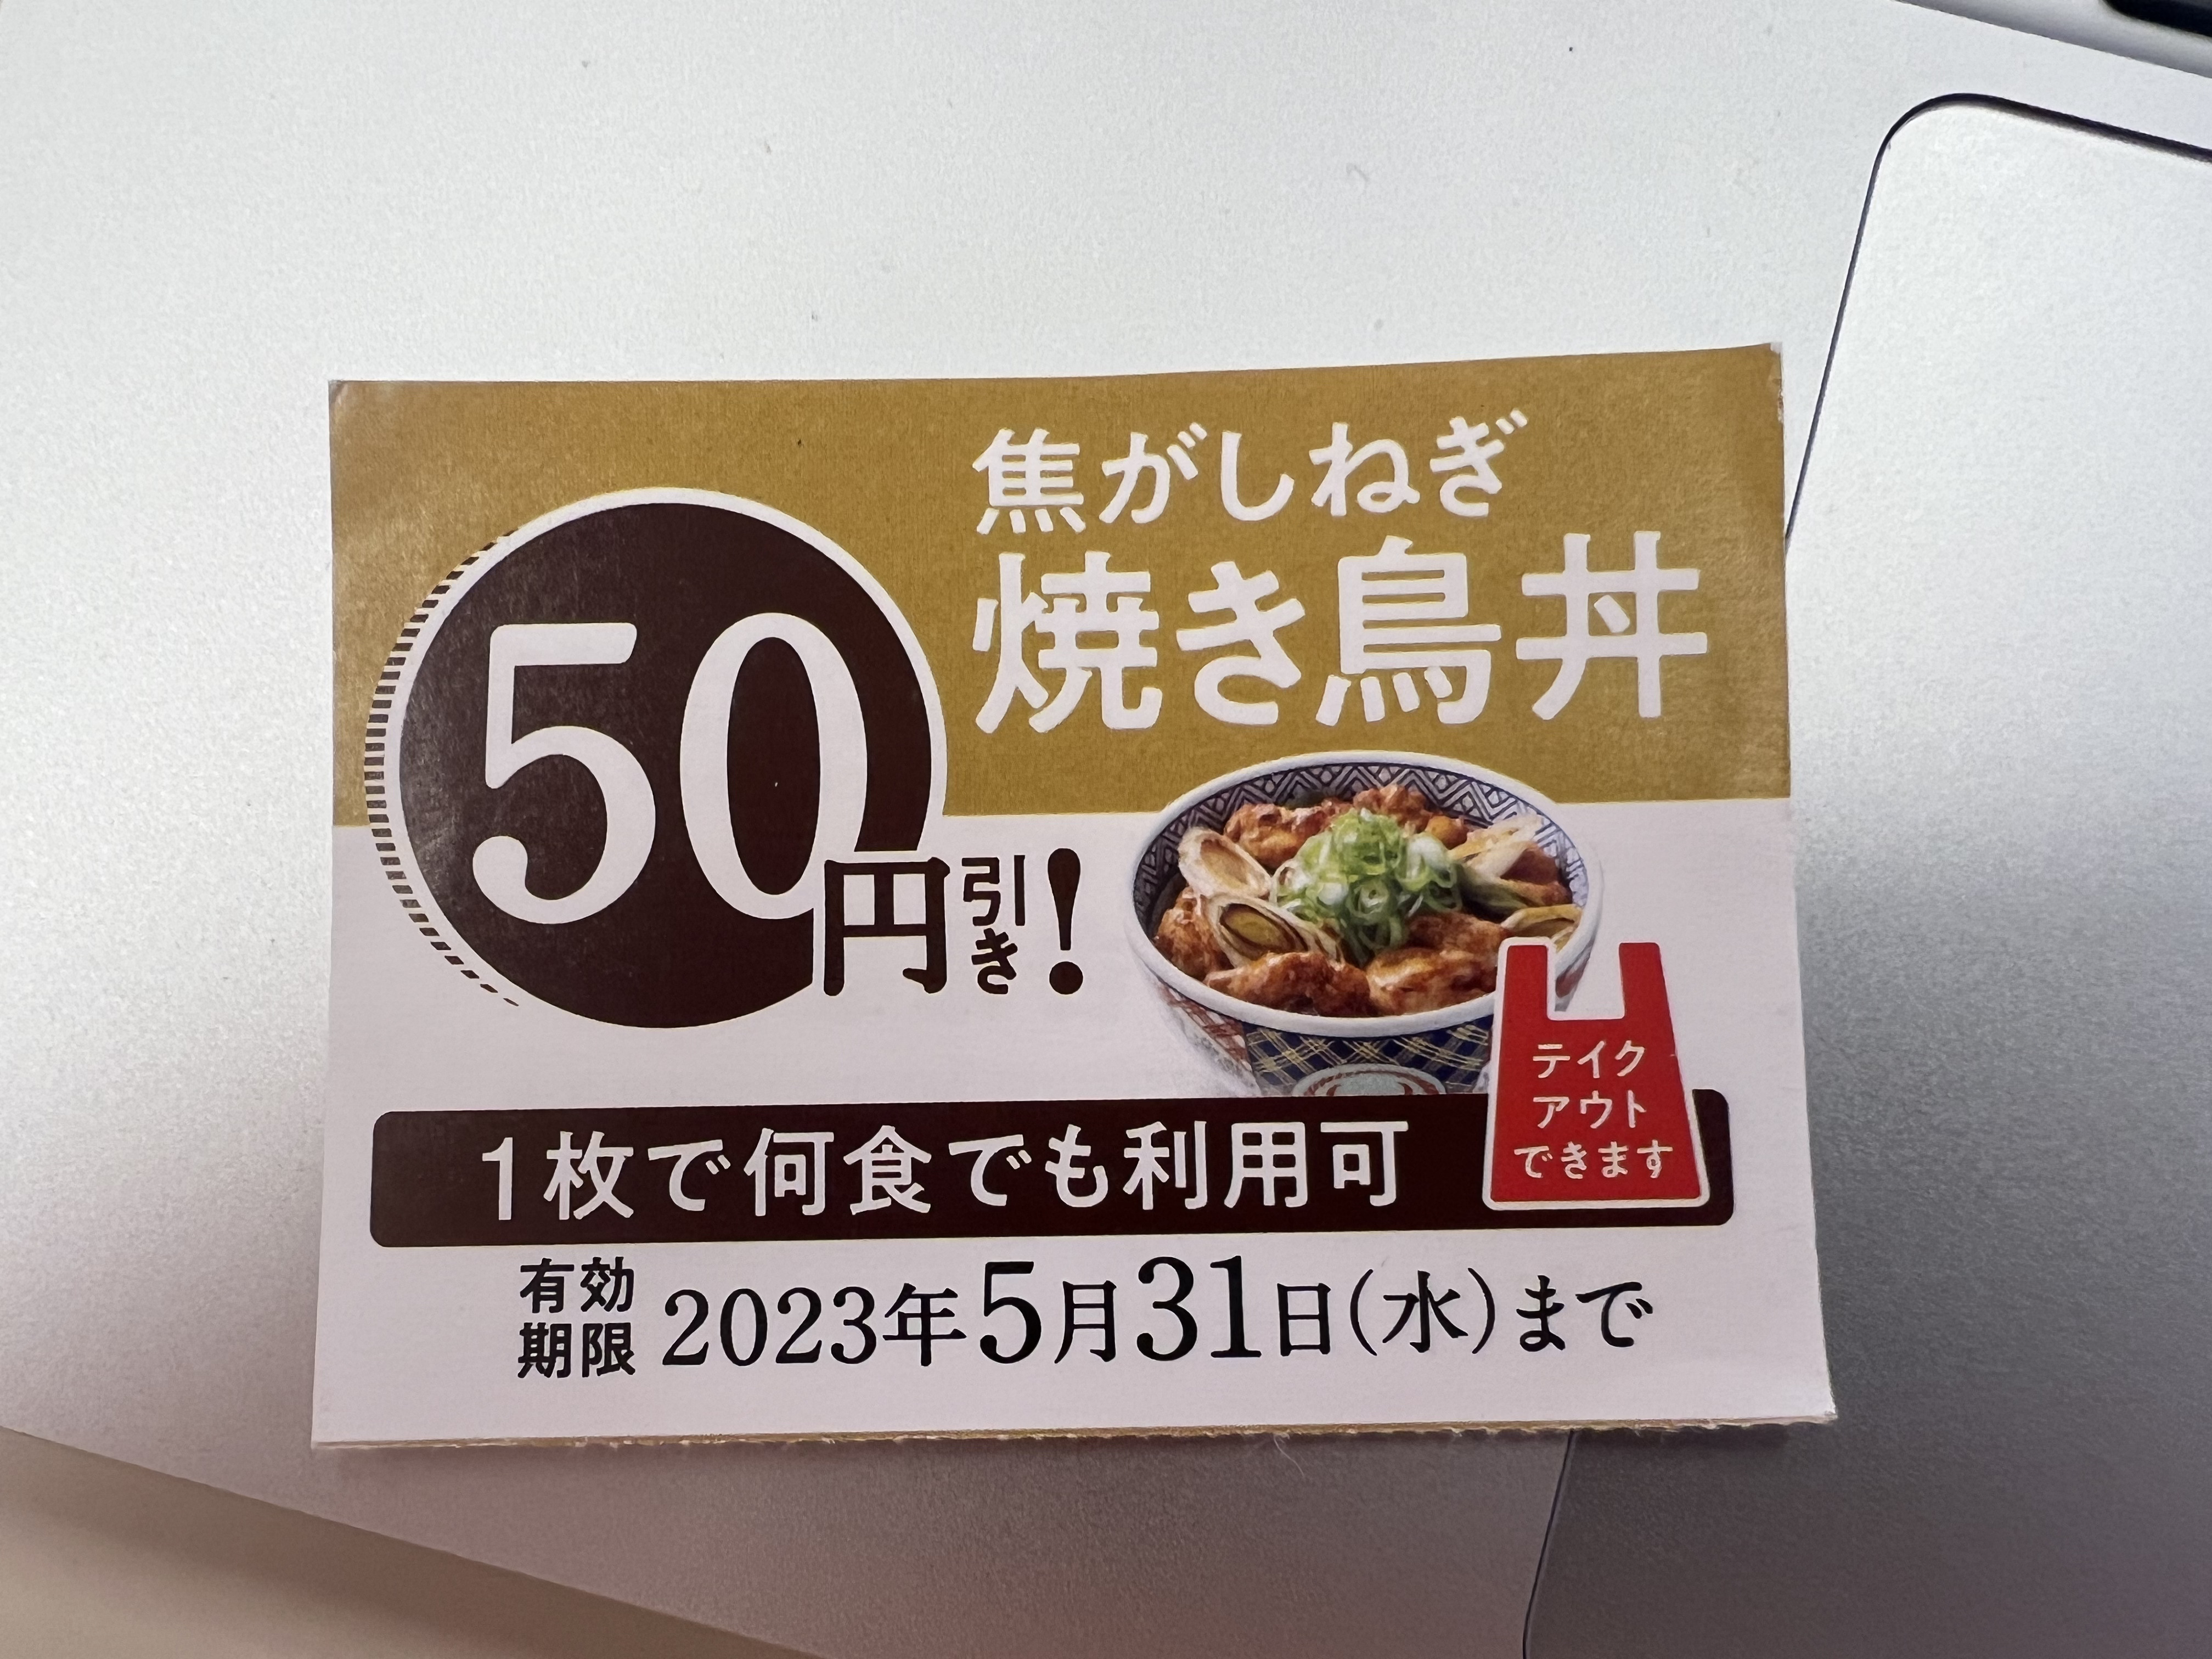 焦がしねぎ
焼き鳥丼
50円引き!
テイク
アウト
できます
1枚で何食でも利用可
有効
期限
2023年5月31日(水)まで